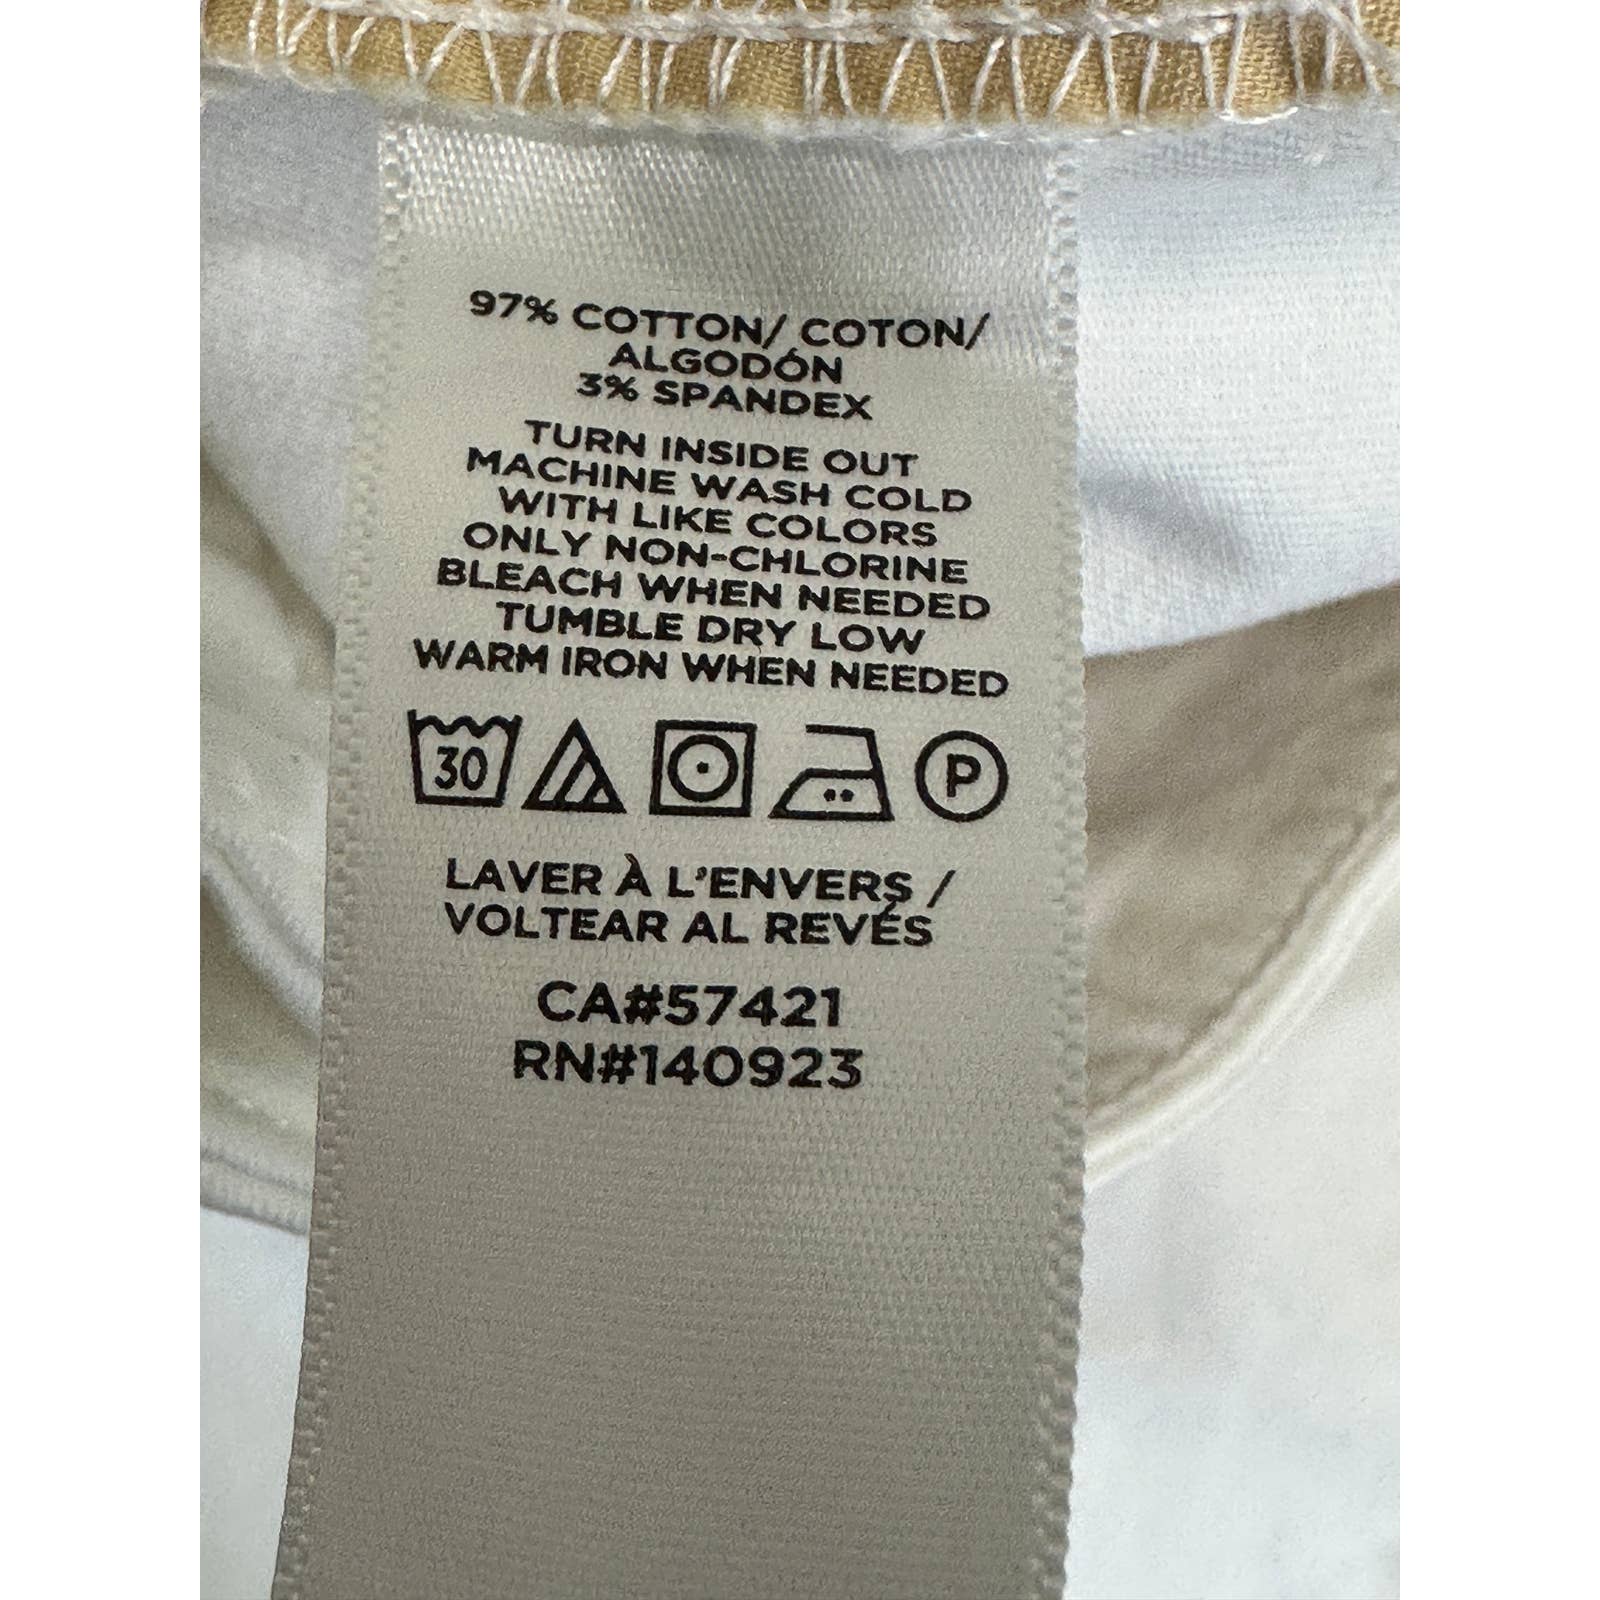 97% COTTON/ COTON/
ALGODÓN
3% SPANDEX
TURN INSIDE OUT
MACHINE WASH COLD
WITH LIKE COLORS
ONLY NON-CHLORINE
BLEACH WHEN NEEDED
TUMBLE DRY LOW
WARM IRON WHEN NEEDED
30 P
LAVER À L'ENVERS /
VOLTEAR AL REVÉS
CA#57421
RN#140923